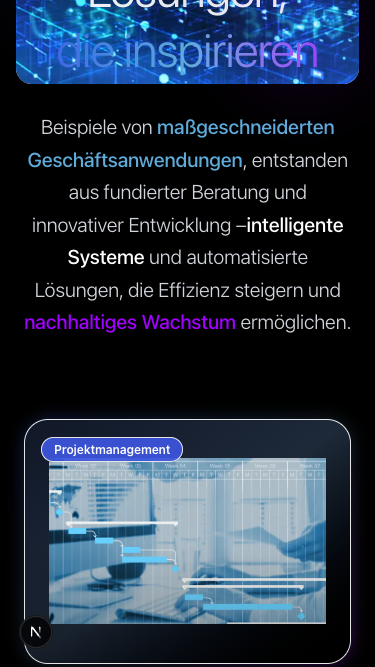 Lösungen,
die inspirieren
Beispiele von maßgeschneiderten
Geschäftsanwendungen, entstanden
aus fundierter Beratung und
innovativer Entwicklung –intelligente
Systeme und automatisierte
Lösungen, die Effizienz steigern und
nachhaltiges Wachstum ermöglichen.
Projektmanagement
N